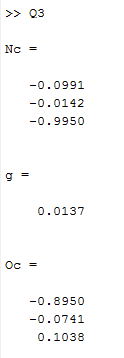 >> Q3
Nc =
-0.0991
-0.0142
-0.9950
g =
0.0137
Oc =
-0.8950
-0.0741
0.1038